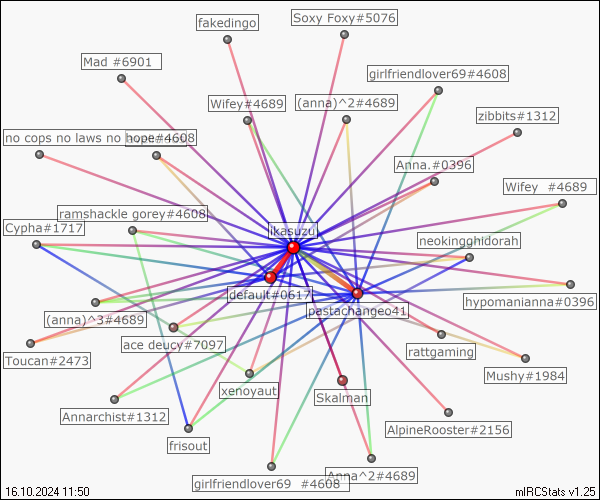 fakedingo
Soxy Foxy#5076
Mad #6901
girlfriendlover69#4608
Wifey#4689
(anna)^2#4689
zibbits#1312
no cops no laws no hope#4608
Anna.#0396
Wifey #4689
ramshackle gorey#4608
Cypha#1717
ikasuzu
neokingghidorah
default#0617
hypomanianna#0396
pastachangeo41
(anna)^3#4689
ace deucy#7097
rattgaming
Toucan#2473
Mushy#1984
xenoyaut
Skalman
Annarchist#1312
AlpineRooster#2156
frisout
Anna^2#4689
girlfriendlover69 #4608
16.10.2024 11:50
mIRCStats v1.25